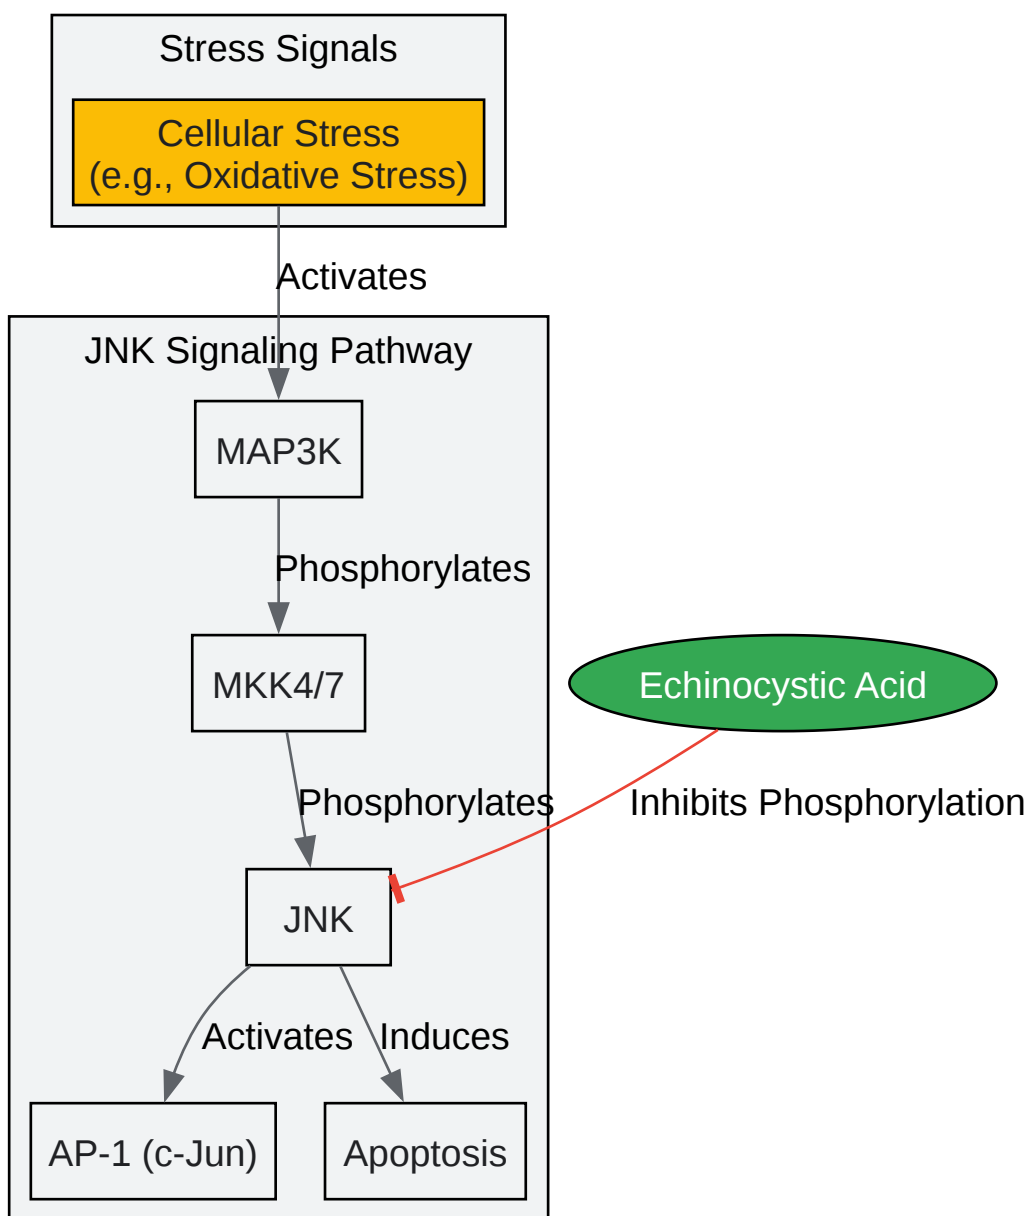 Stress Signals
Cellular Stress
(e.g., Oxidative Stress)
Activates
JNK Signaling Pathway
MAP3K
Phosphorylates
MKK4/7
Echinocystic Acid
Phosphorylates
Inhibits Phosphorylation
JNK
Activates
Induces
AP-1 (c-Jun)
Apoptosis